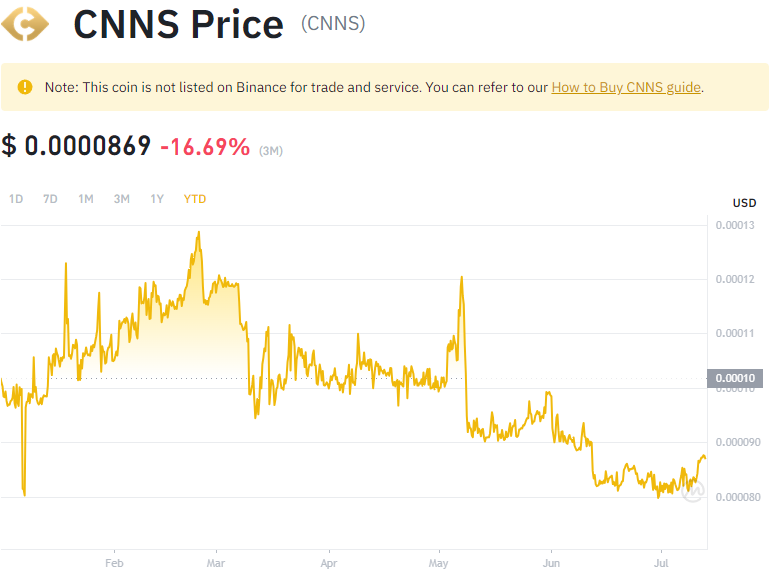 CNNS Price (CNNS)
Note: This coin is not listed on Binance for trade and service. You can refer to our How to Buy CNNS guide.
$ 0.0000869 -16.69% (3M)
1D 7D 1M 3M 1Y YTD
USD
0.00013
0.00012
0.00011
0.00010
0.00010
0.000090
0.000080
Feb Mar Apr May Jun Jul